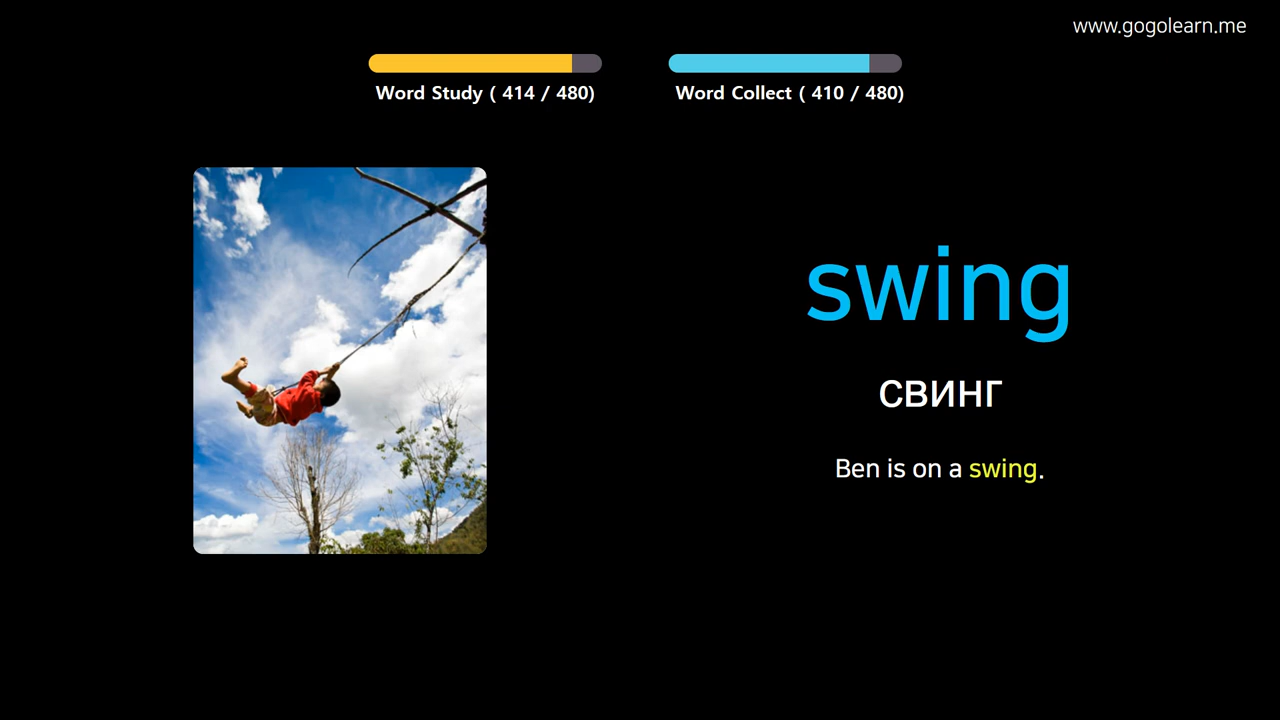 www.gogolearn.me
Word Study ( 414 / 480)
Word Collect ( 410 / 480)
swing
свинг
Ben is on a swing.